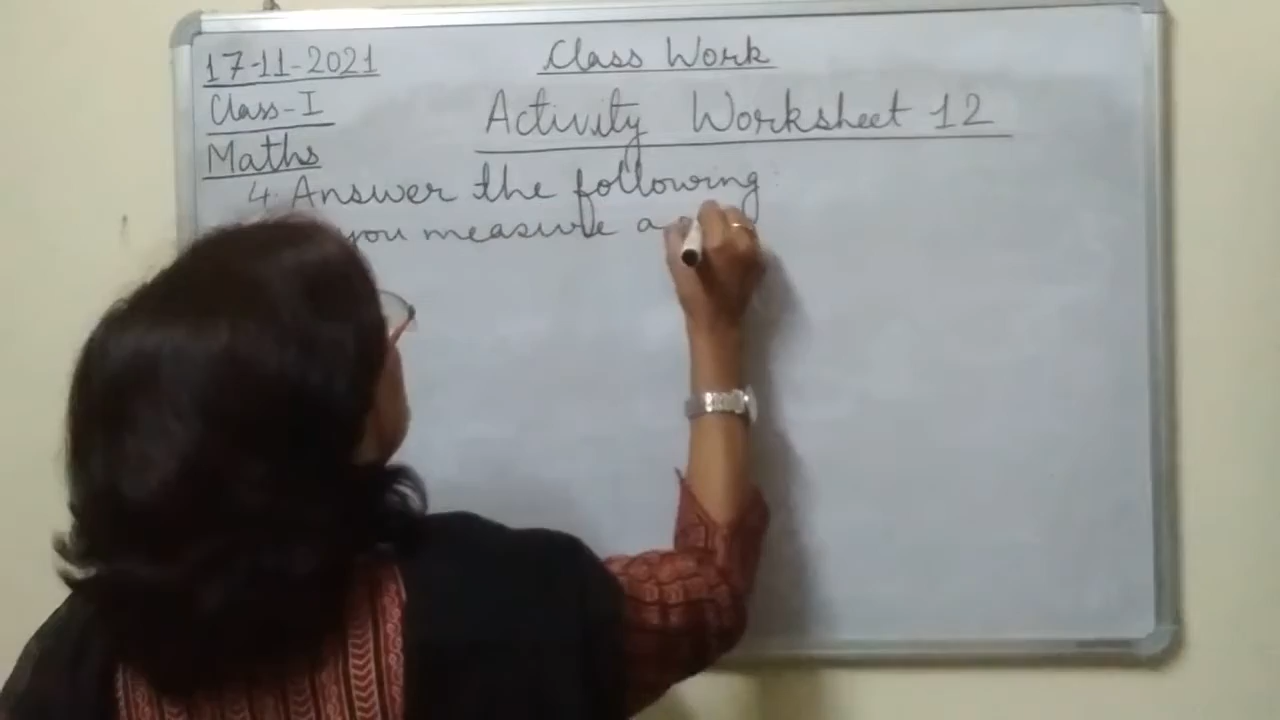 17-11-2021
Class Work
Class-I
Activity Worksheet 12
Maths
4. Answer the following
you measure a